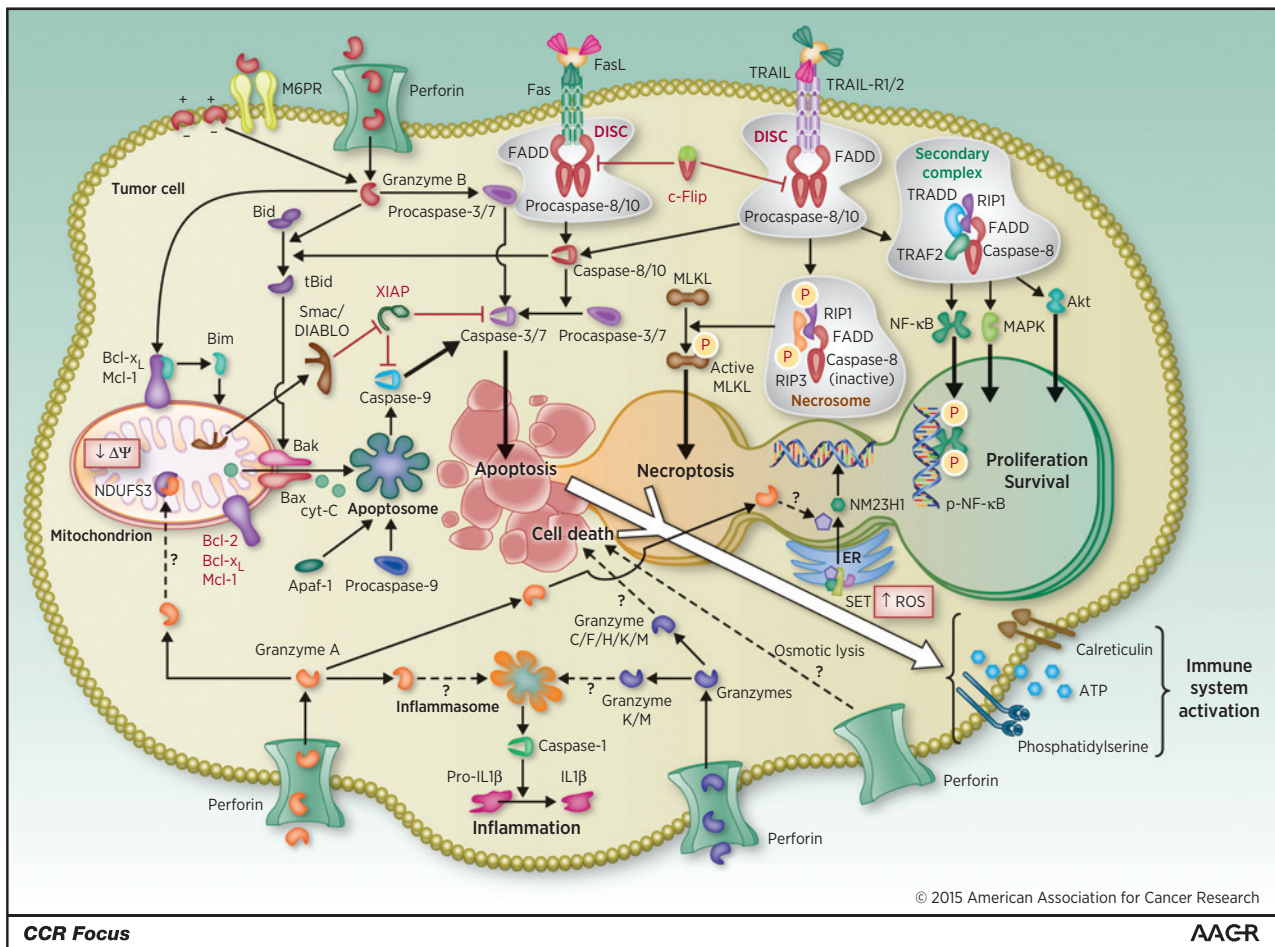 M6PR
Perforin
FasL
Fas
TRAIL
TRAIL-R1/2
+ +
– –
DISC
FADD
Procaspase-8/10
DISC
FADD
Procaspase-8/10
c-Flip
Secondary
complex
TRADD
RIP1
FADD
TRAF2
Caspase-8
Tumor cell
Granzyme B
Procaspase-3/7
Bid
tBid
Caspase-8/10
XIAP
Smac/
DIABLO
Caspase-3/7
Procaspase-3/7
MLKL
P
Active
MLKL
P
RIP1
FADD
P
Caspase-8
(inactive)
RIP3
Necrosome
NF-κB
MAPK
Akt
Bcl-xL
Mcl-1
Bim
Caspase-9
↓ ΔΨ
NDUFS3
Bak
Bax
cyt-C
Mitochondrion
Apoptosome
Bcl-2
Bcl-xL
Mcl-1
Apaf-1
Procaspase-9
Apoptosis
Necroptosis
Cell death
?
NM23H1
P
P
p-NF-κB
Proliferation
Survival
ER
SET
↑ ROS
?
?
Granzyme
C/F/H/K/M
Osmotic lysis
?
Granzyme A
?
Inflammasome
?
Granzyme
K/M
Granzymes
Caspase-1
Pro-IL1β
IL1β
Inflammation
Perforin
Perforin
Perforin
Calreticulin
ATP
Phosphatidylserine
Immune
system
activation
© 2015 American Association for Cancer Research
CCR Focus
AACR